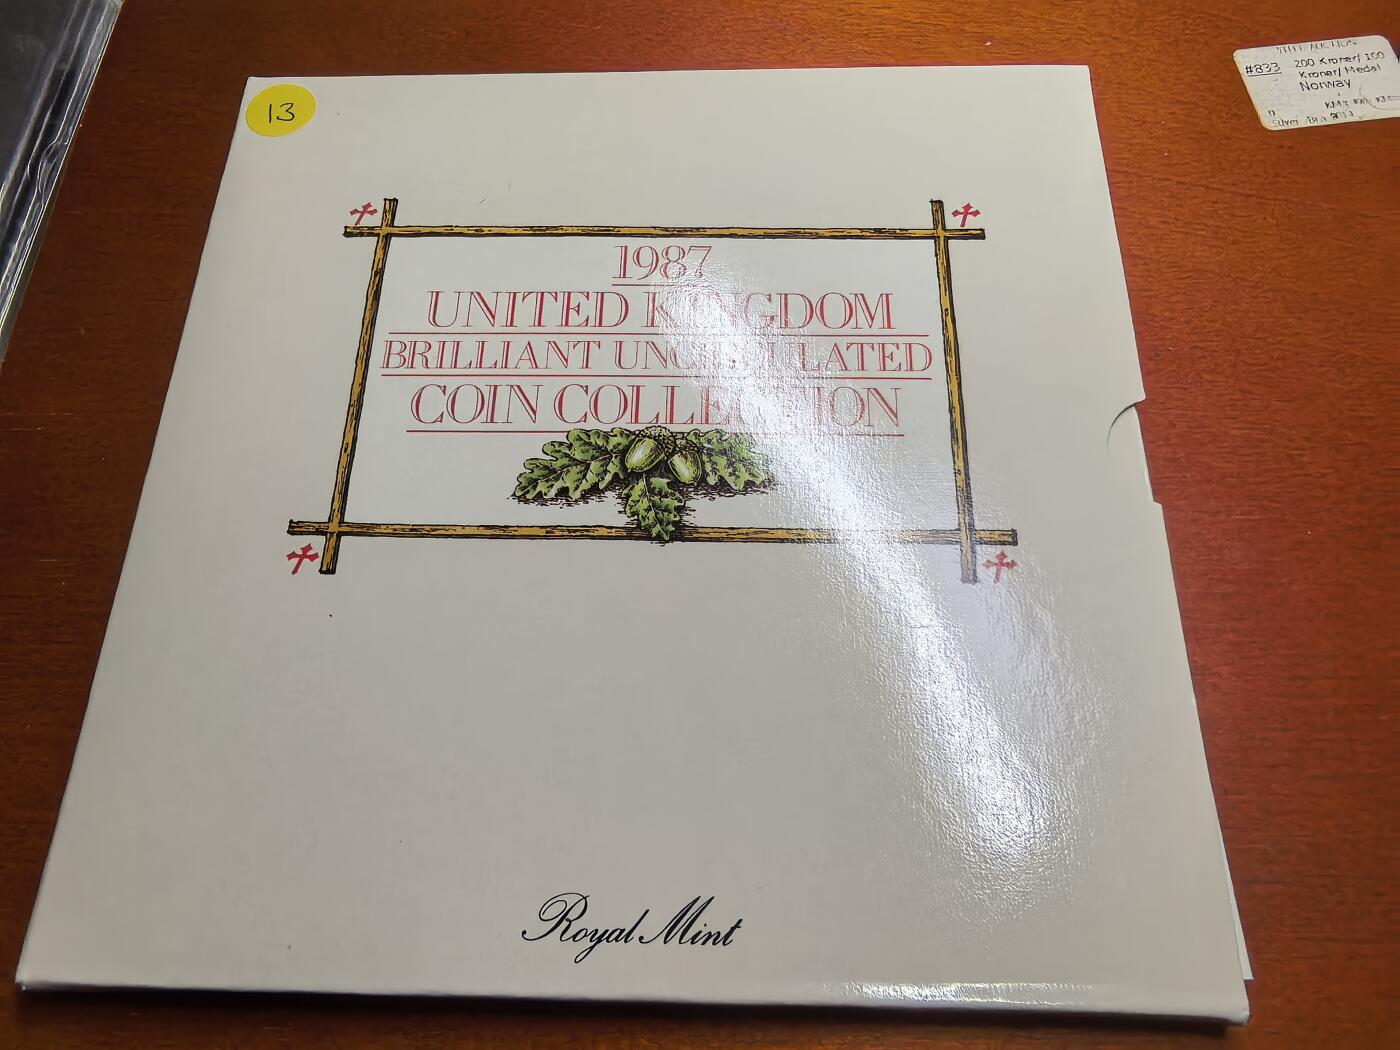 13
1987
UNITED KINGDOM
BRILLIANT UNCIRCULATED
COIN COLLECTION
Royal Mint
#833 200 Kroner/ 100
Kroner/ Medal
Norway